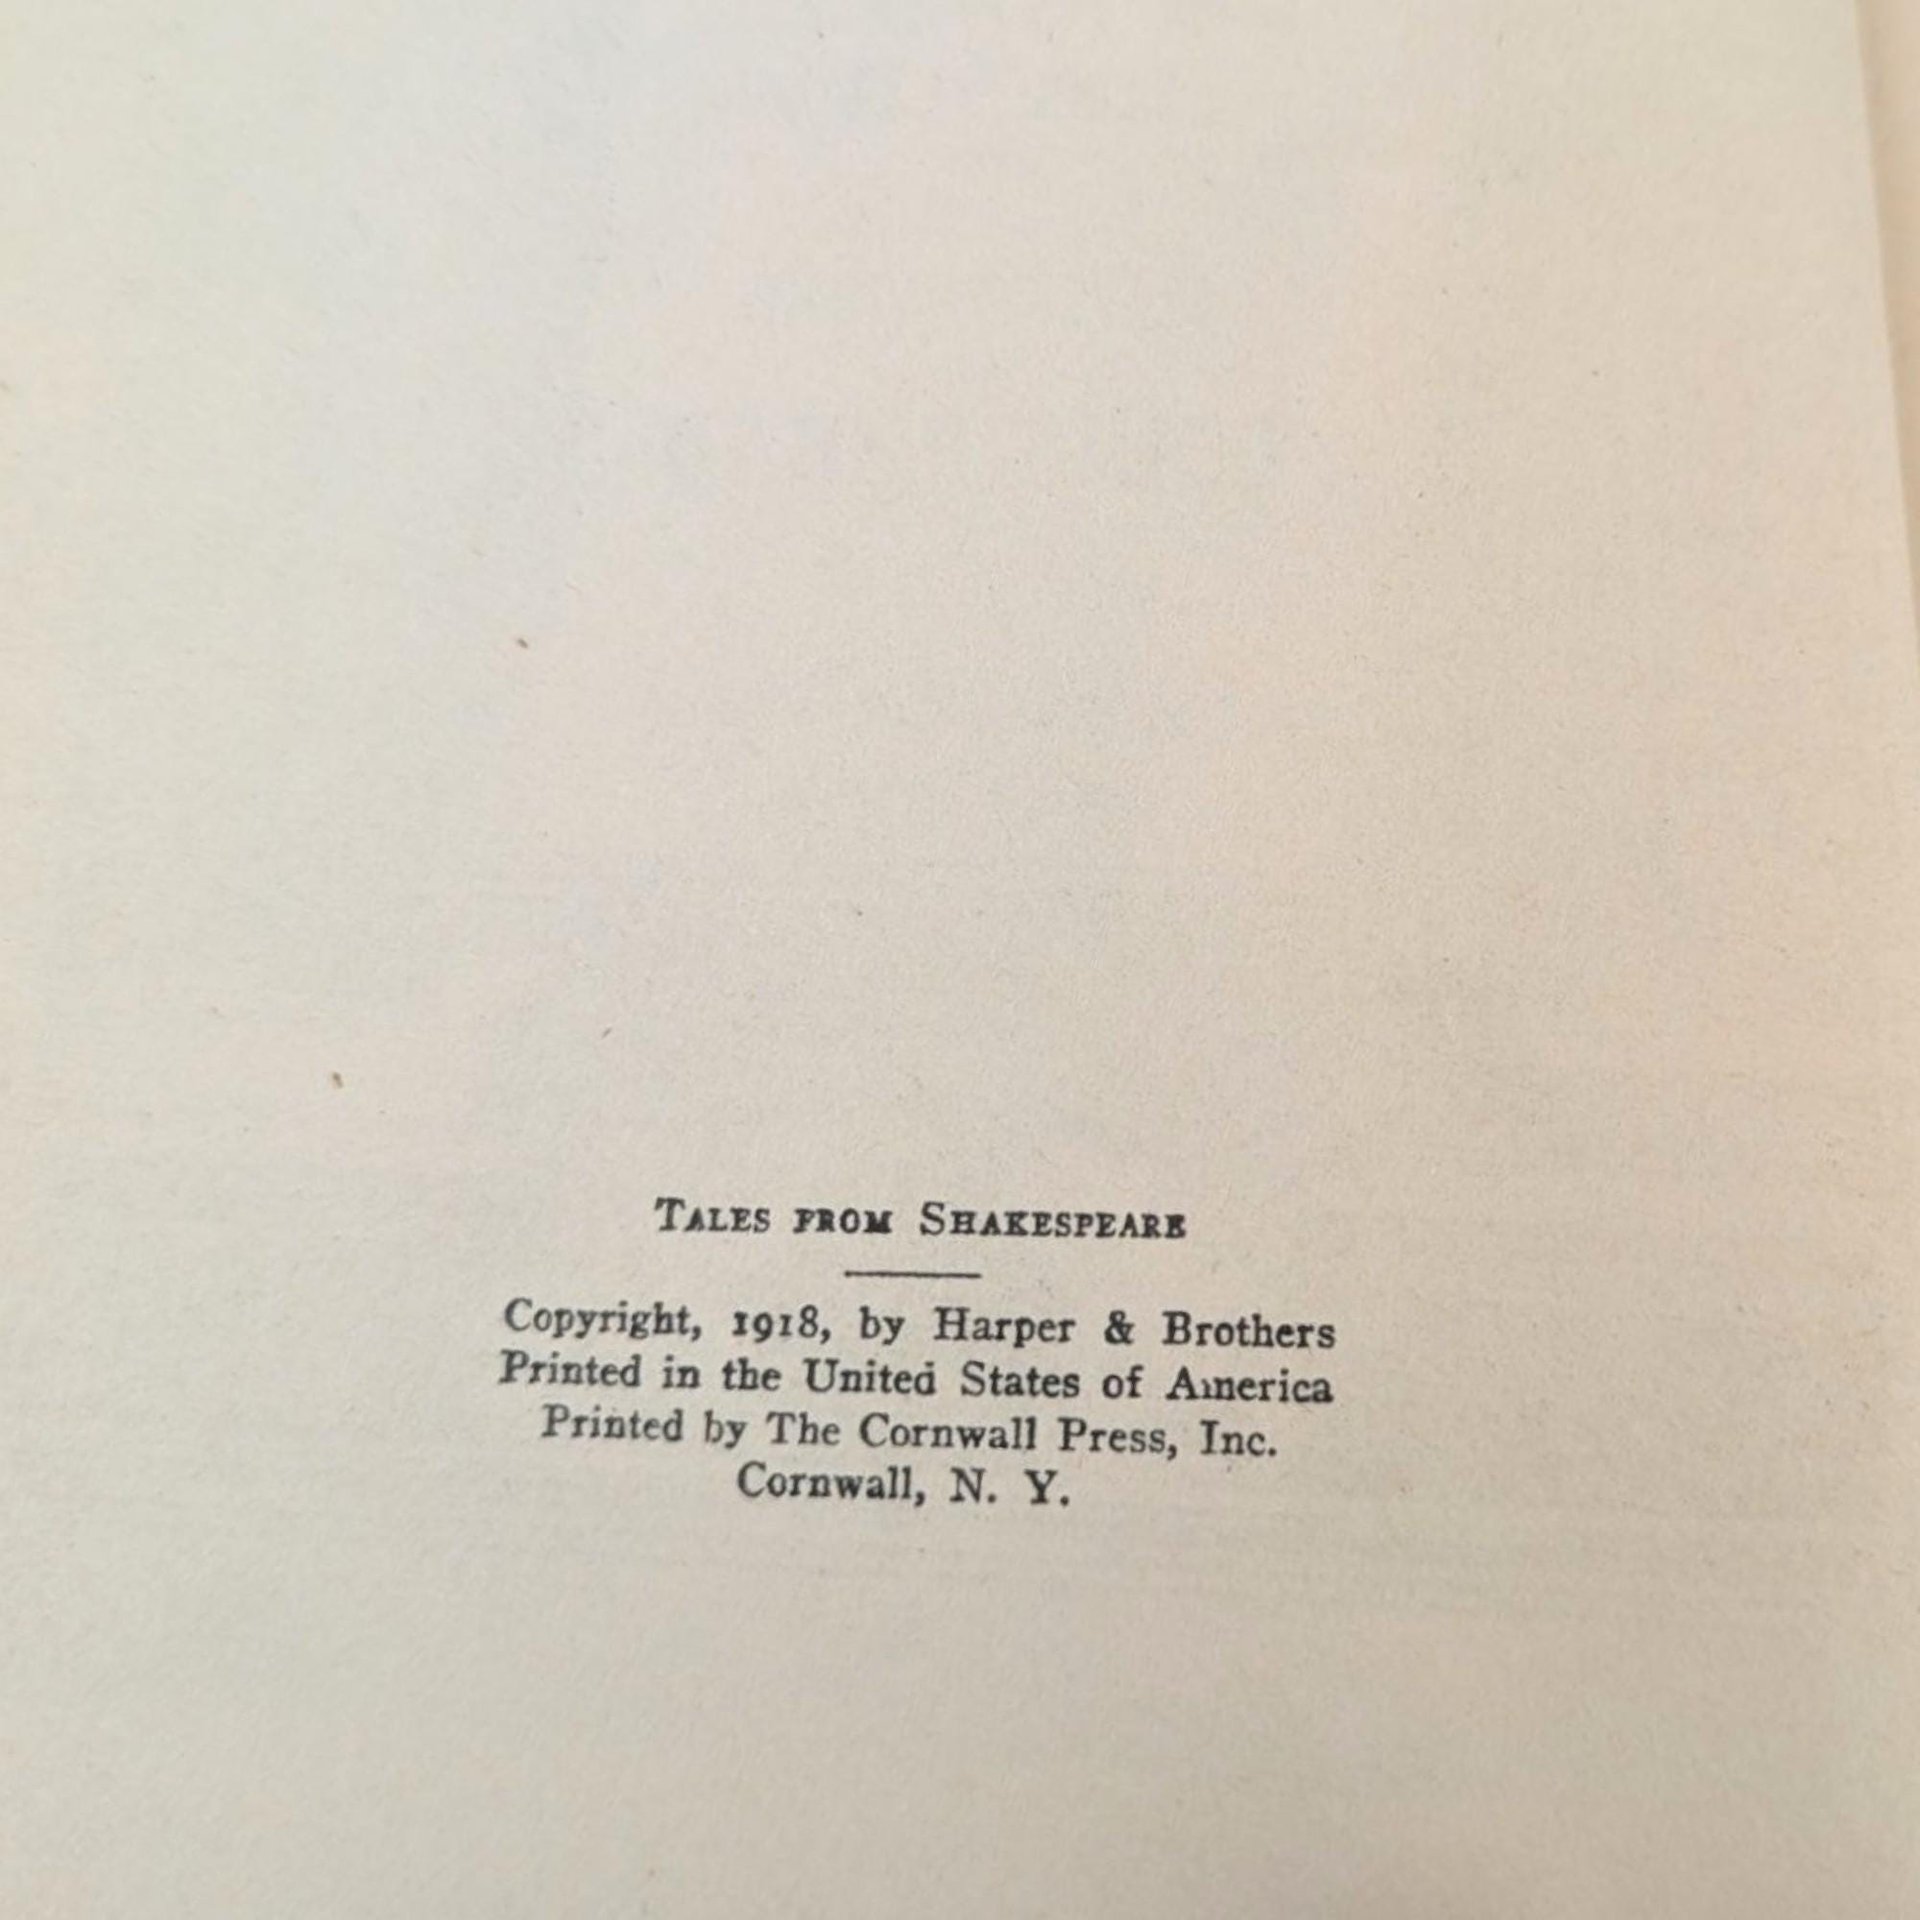 TALES FROM SHAKESPEARE
Copyright, 1918, by Harper & Brothers
Printed in the United States of America
Printed by The Cornwall Press, Inc.
Cornwall, N. Y.